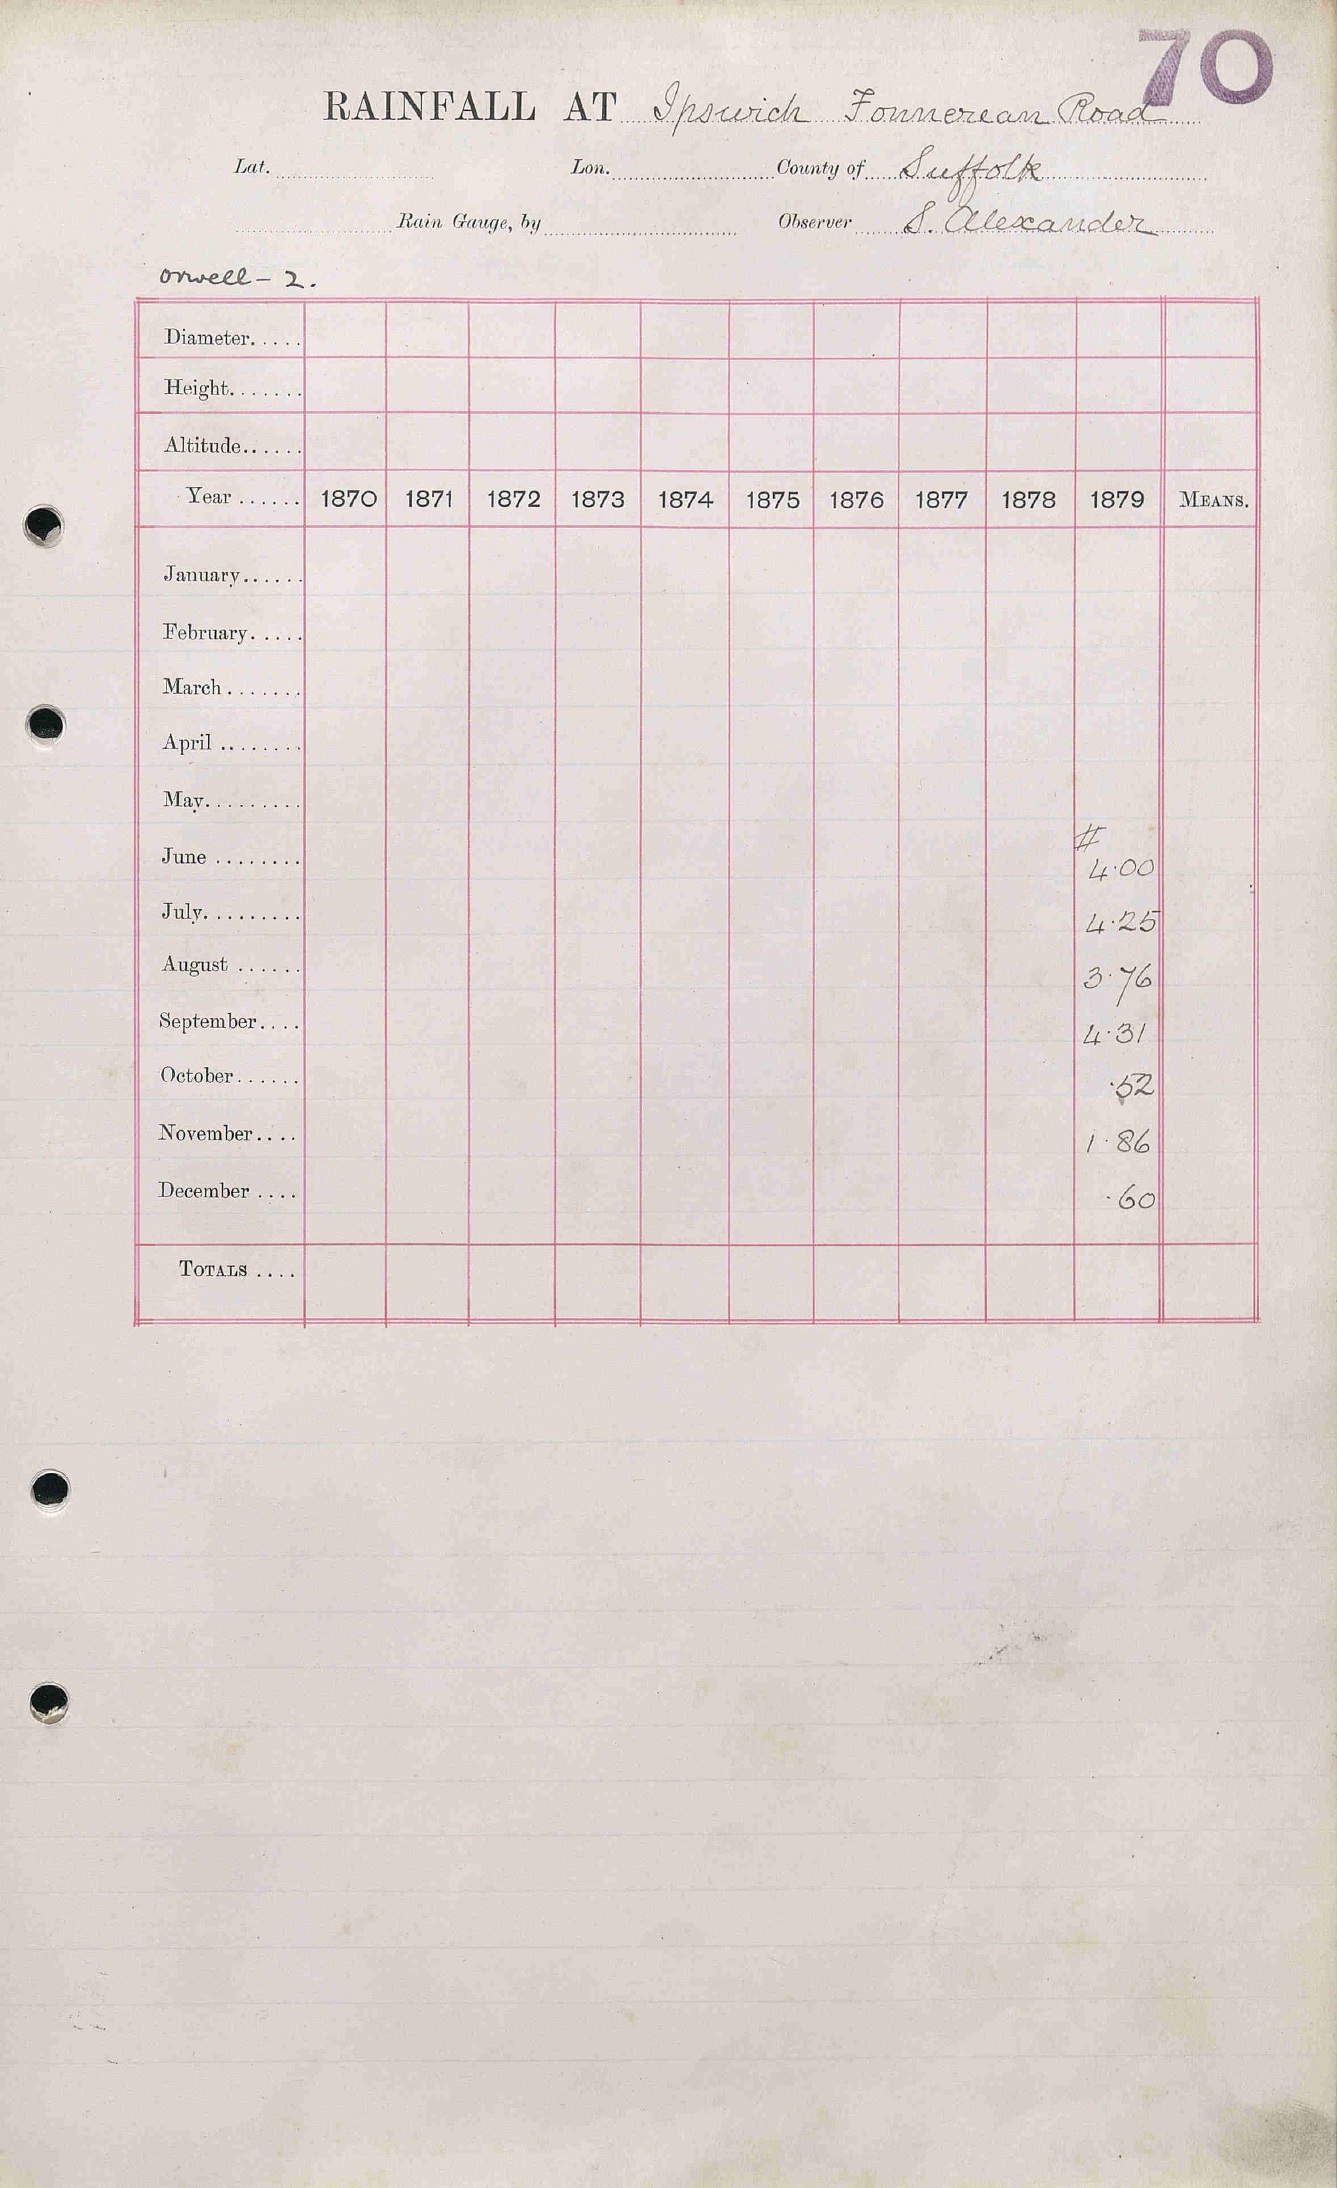 70
RAINFALL AT Ipswich Fonnereau Road
Lat. Lon. County of Suffolk
Rain Gauge, by Observer S. Alexander
Orwell - 2.
Diameter.....
Height.......
Altitude......
Year ...... 1870 1871 1872 1873 1874 1875 1876 1877 1878 1879 MEANS.
January......
February.....
March.......
April ........
May.........
#
June ........ 4.00
July......... 4.25
August ...... 3.76
September.... 4.31
October...... .52
November.... 1.86
December .... .60
TOTALS ....